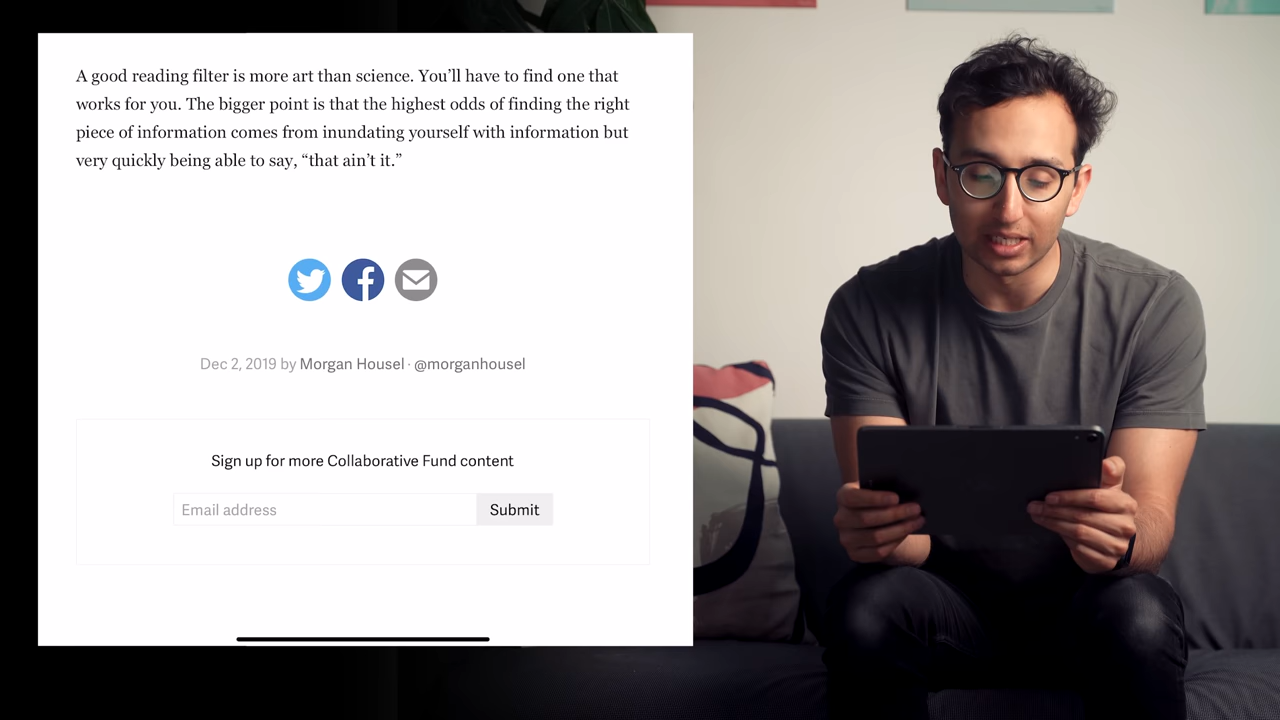 A good reading filter is more art than science. You’ll have to find one that
works for you. The bigger point is that the highest odds of finding the right
piece of information comes from inundating yourself with information but
very quickly being able to say, “that ain’t it.”
Dec 2, 2019 by Morgan Housel · @morganhousel
Sign up for more Collaborative Fund content
Email address
Submit